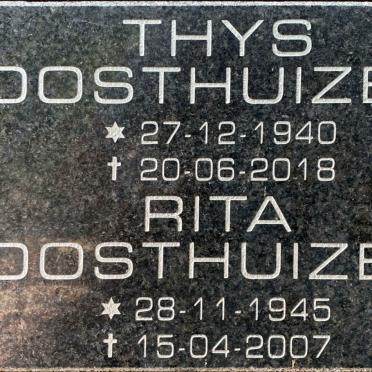 THYS
OOSTHUIZE
✶ 27-12-1940
✝ 20-06-2018
RITA
OOSTHUIZE
✶ 28-11-1945
✝ 15-04-2007